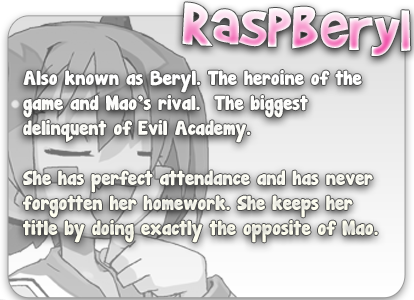 RaspBeryl
Also known as Beryl. The heroine of the
game and Mao's rival. The biggest
delinquent of Evil Academy.
She has perfect attendance and has never
forgotten her homework. She keeps her
title by doing exactly the opposite of Mao.